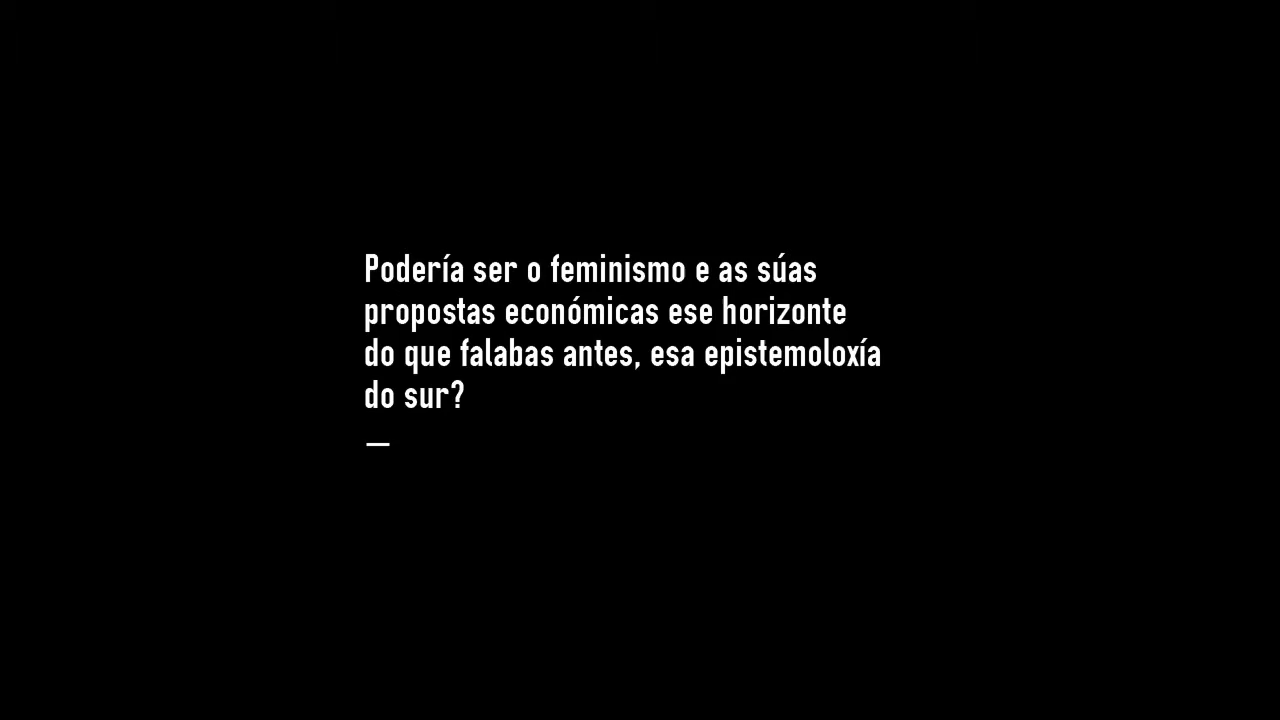 Podería ser o feminismo e as súas
propostas económicas ese horizonte
do que falabas antes, esa epistemoloxía
do sur?
—